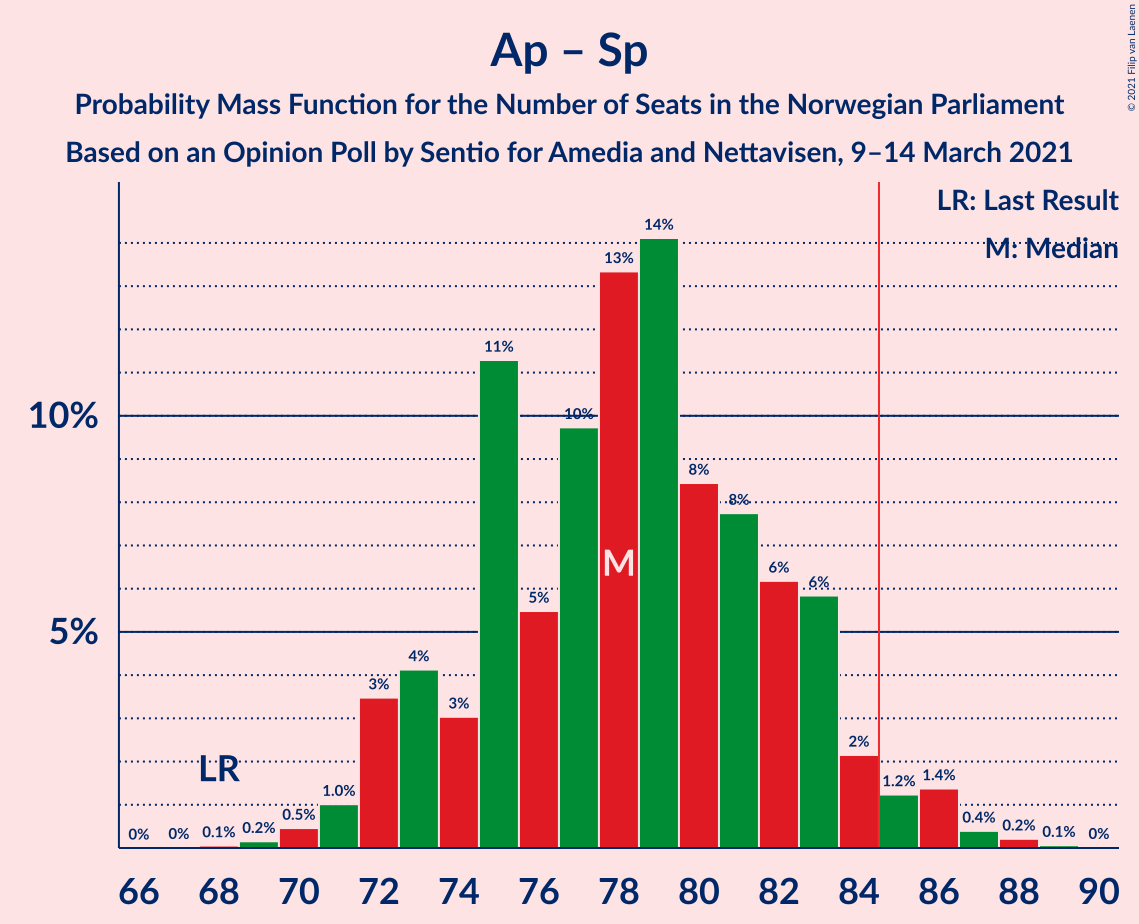 Ap – Sp
Probability Mass Function for the Number of Seats in the Norwegian Parliament
Based on an Opinion Poll by Sentio for Amedia and Nettavisen, 9–14 March 2021
© 2021 Filip van Laenen
LR: Last Result
M: Median
10%
5%
0% 0% 0.1% 0.2% 0.5% 1.0% 3% 4% 3% 11% 5% 10% 13% 14% 8% 8% 6% 6% 2% 1.2% 1.4% 0.4% 0.2% 0.1% 0%
LR
M
66 68 70 72 74 76 78 80 82 84 86 88 90